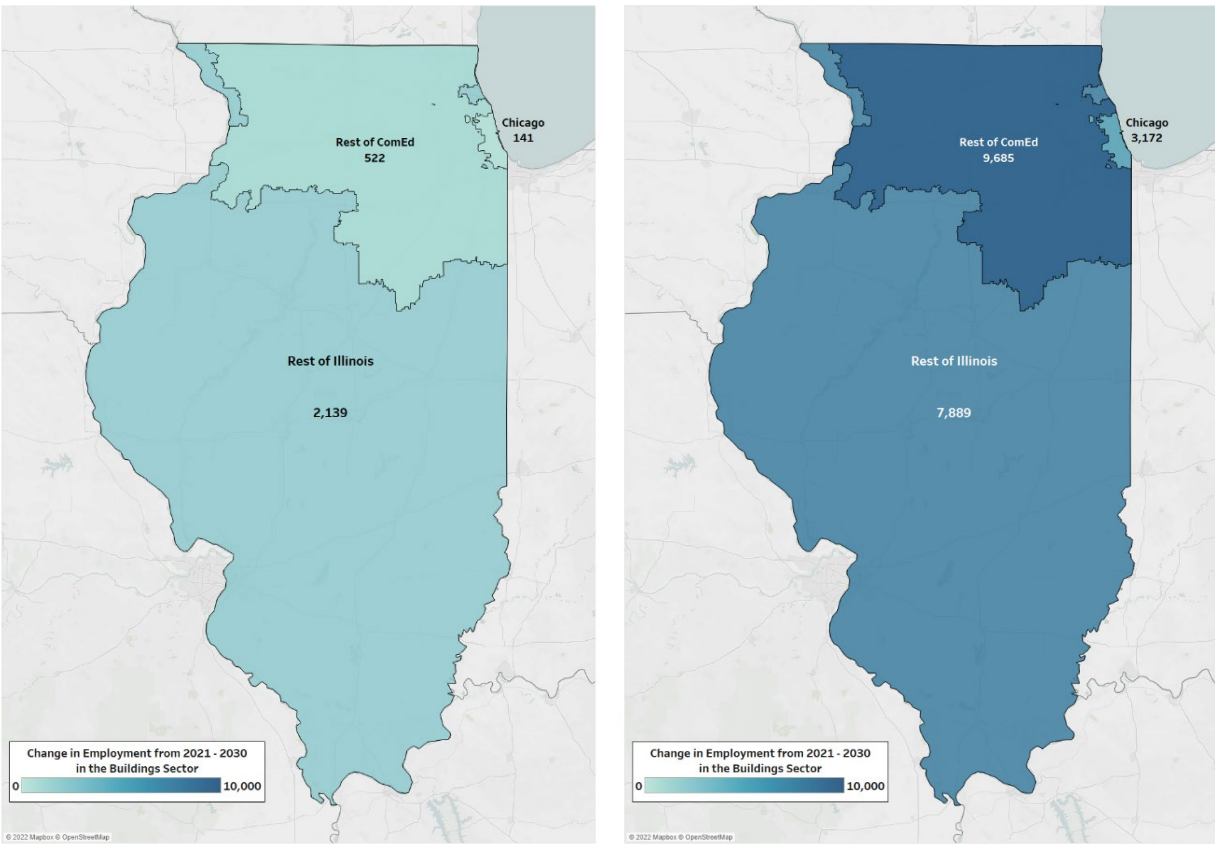 Rest of ComEd
522
Chicago
141
Rest of Illinois
2,139
Change in Employment from 2021 - 2030
in the Buildings Sector
0
10,000
© 2022 Mapbox © OpenStreetMap
Rest of ComEd
9,685
Chicago
3,172
Rest of Illinois
7,889
Change in Employment from 2021 - 2030
in the Buildings Sector
0
10,000
© 2022 Mapbox © OpenStreetMap